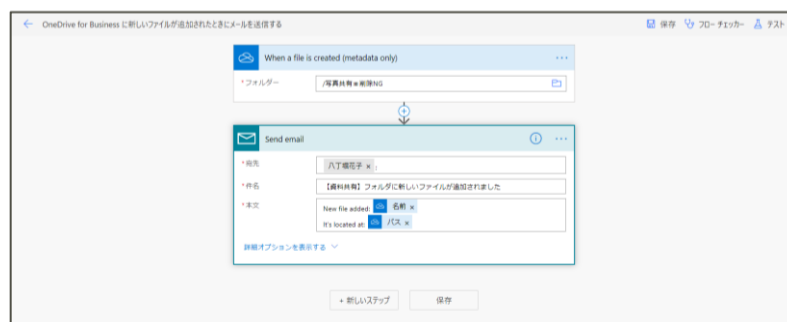 ← OneDrive for Business に新しいファイルが追加されたときにメールを送信する
保存 フロー チェッカー テスト
When a file is created (metadata only) ...
*フォルダー /写真共有※削除NG
Send email ...
*宛先 八丁堀花子 × ;
*件名 【資料共有】フォルダに新しいファイルが追加されました
*本文 New file added: 名前 ×
It's located at: パス ×
詳細オプションを表示する
+ 新しいステップ 保存